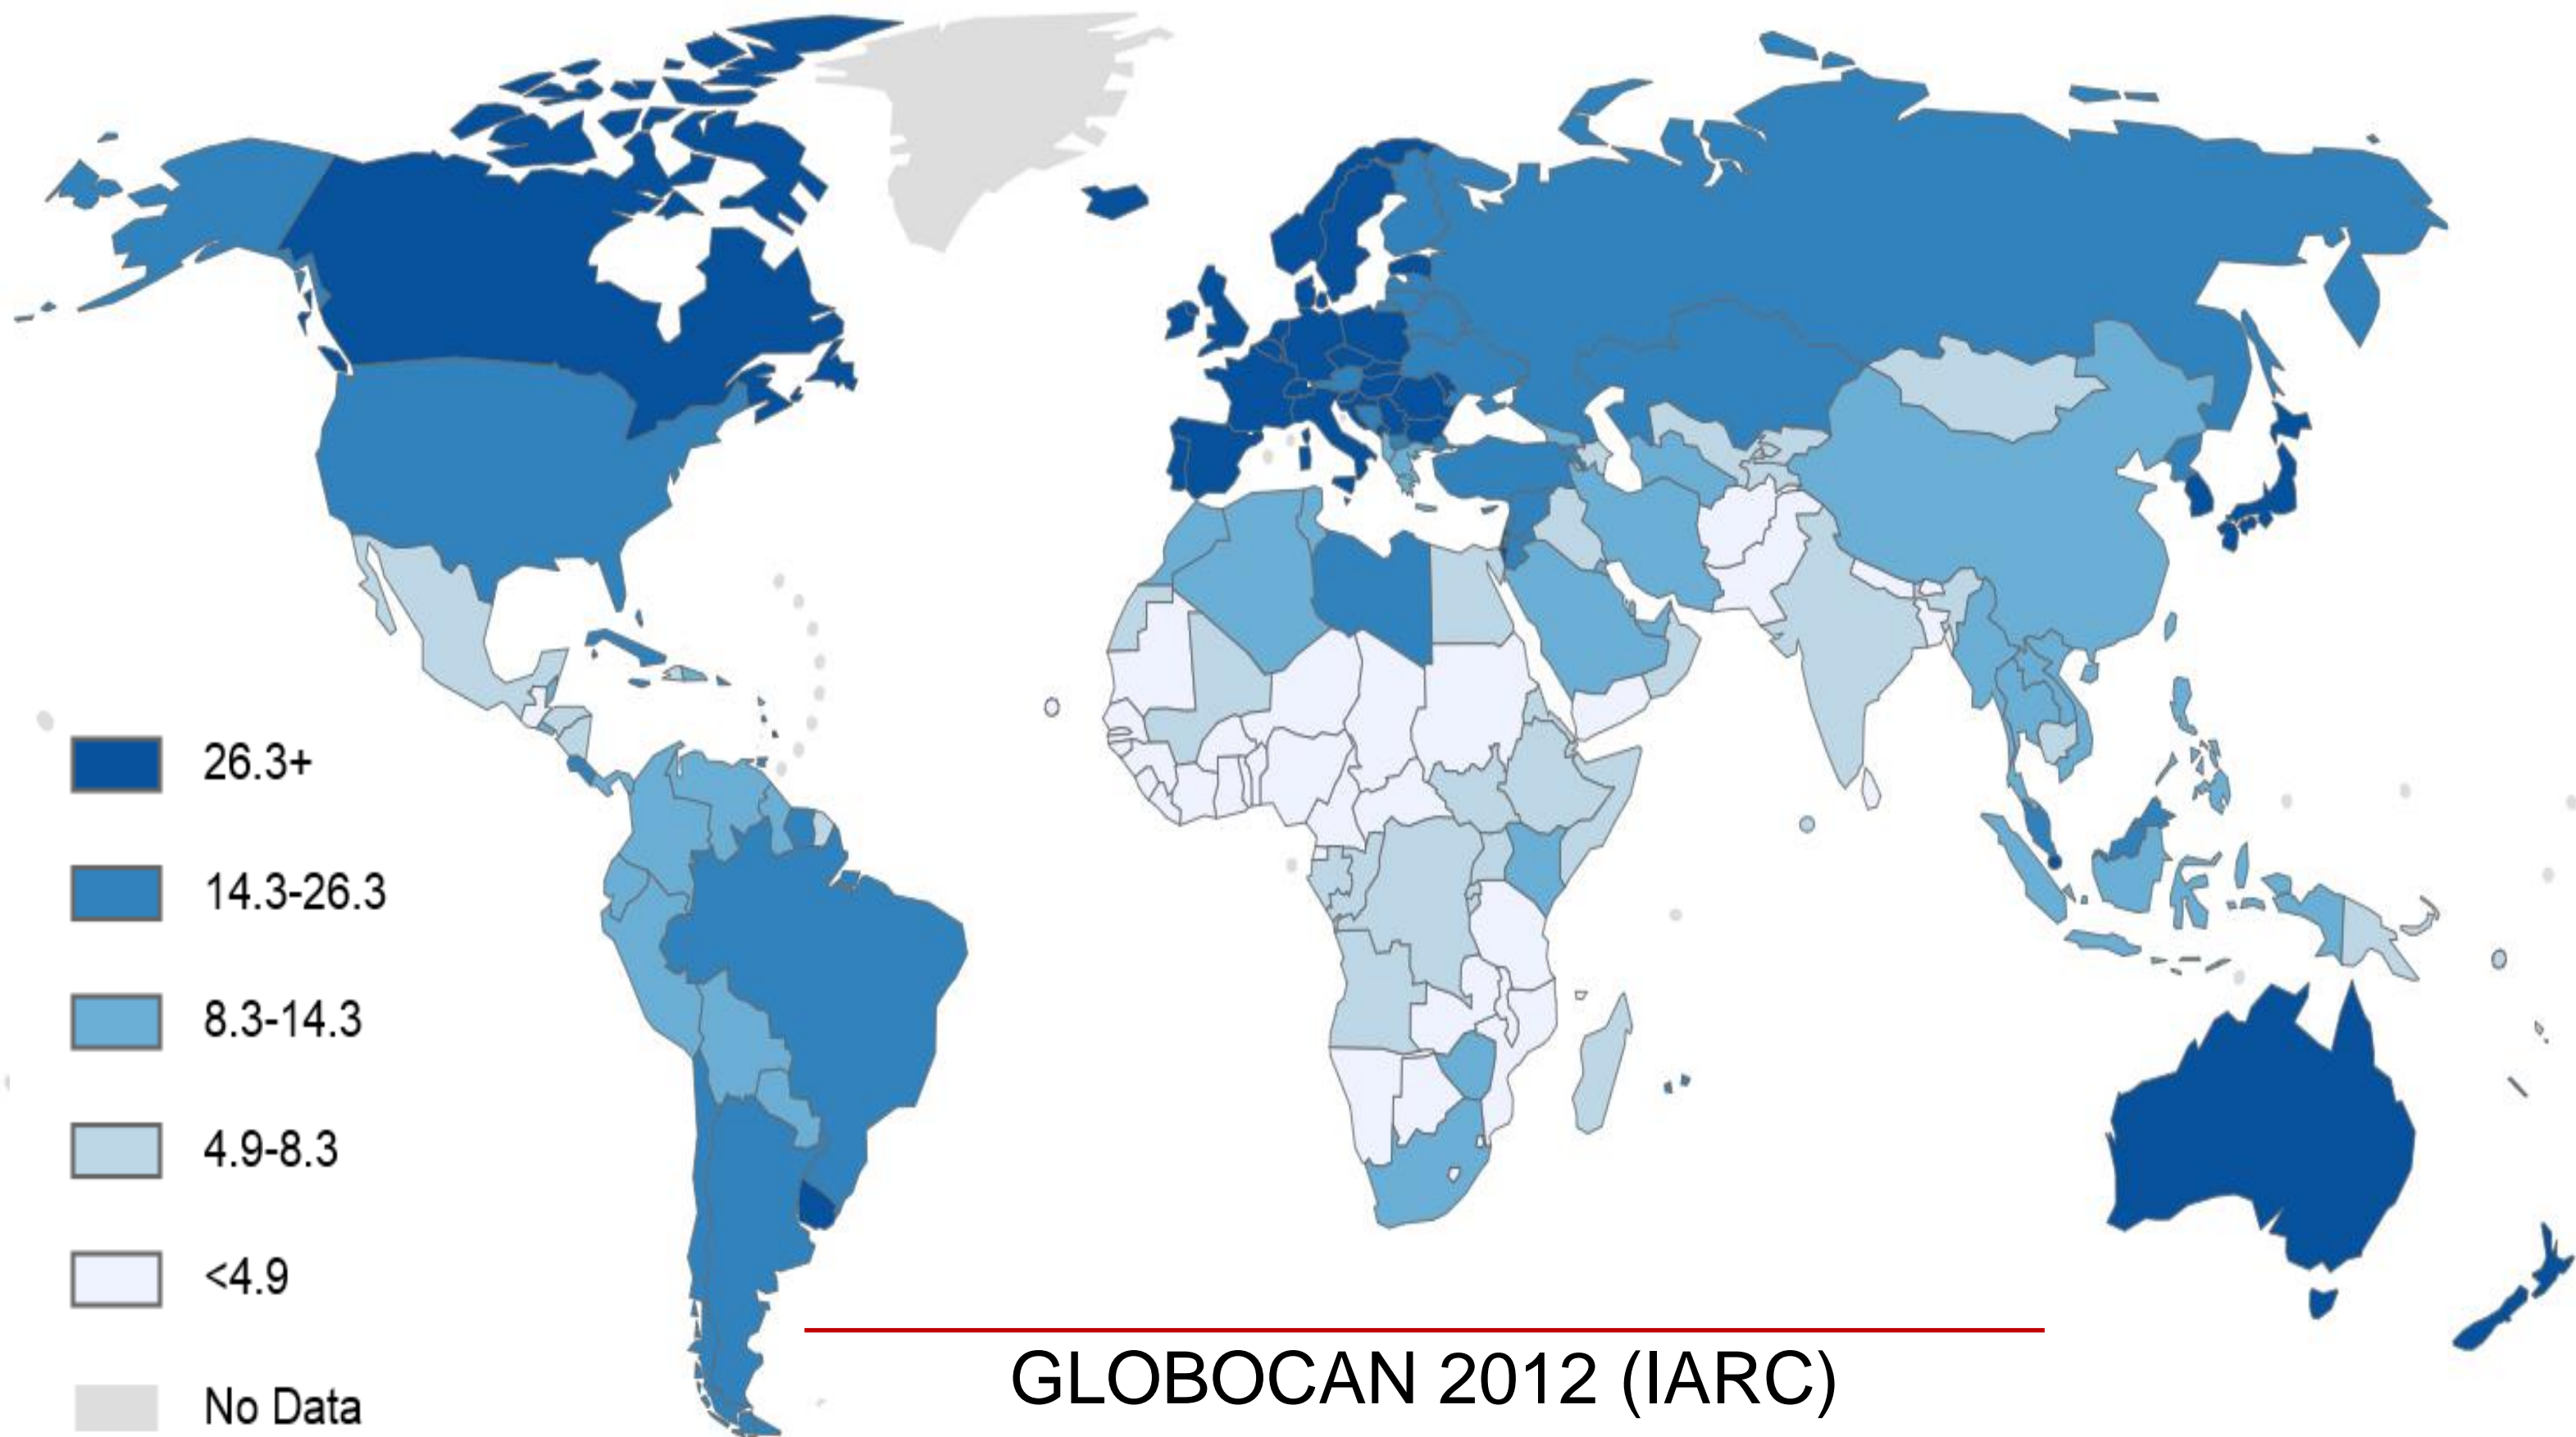 26.3+
14.3-26.3
8.3-14.3
4.9-8.3
<4.9
No Data
GLOBOCAN 2012 (IARC)